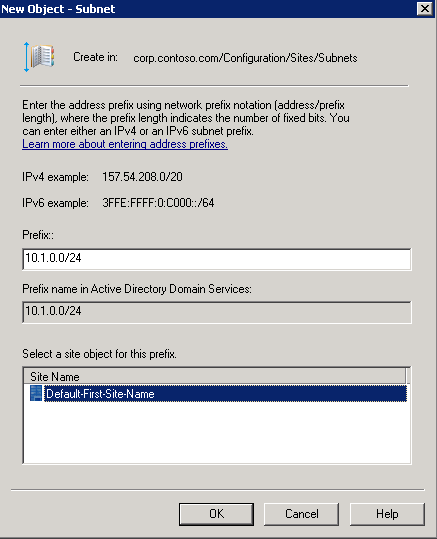 New Object - Subnet
Create in: corp.contoso.com/Configuration/Sites/Subnets
Enter the address prefix using network prefix notation (address/prefix
length), where the prefix length indicates the number of fixed bits. You
can enter either an IPv4 or an IPv6 subnet prefix.
Learn more about entering address prefixes.
IPv4 example: 157.54.208.0/20
IPv6 example: 3FFE:FFFF:0:C000::/64
Prefix::
10.1.0.0/24
Prefix name in Active Directory Domain Services:
10.1.0.0/24
Select a site object for this prefix.
Site Name
Default-First-Site-Name
OK Cancel Help